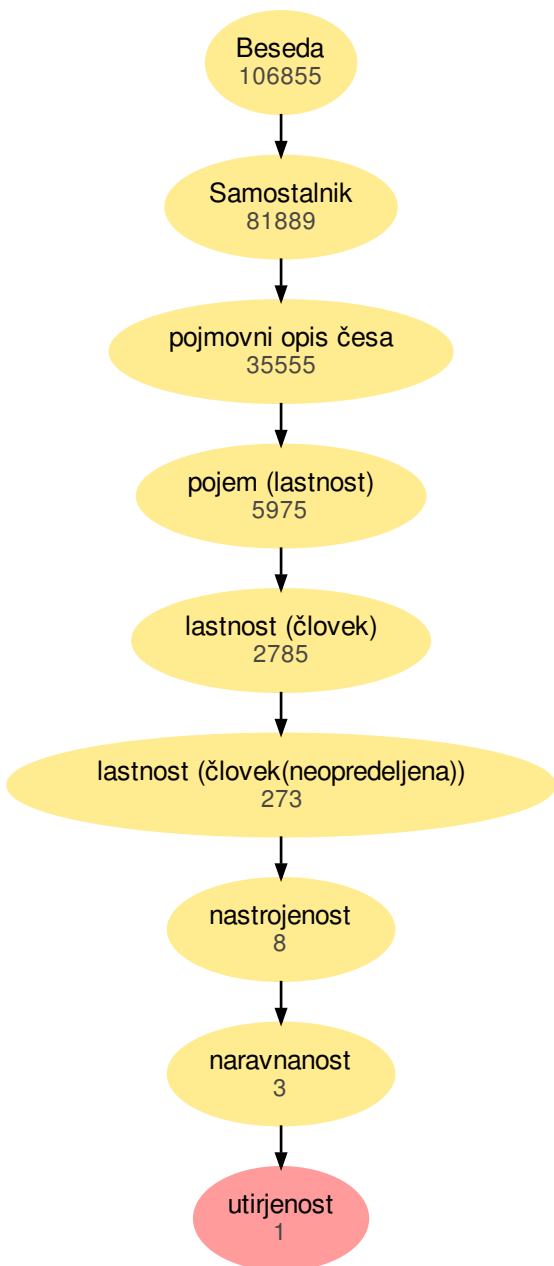 Beseda
106855
Samostalnik
81889
pojmovni opis česa
35555
pojem (lastnost)
5975
lastnost (človek)
2785
lastnost (človek(neopredeljena))
273
nastrojenost
8
naravnanost
3
utirjenost
1